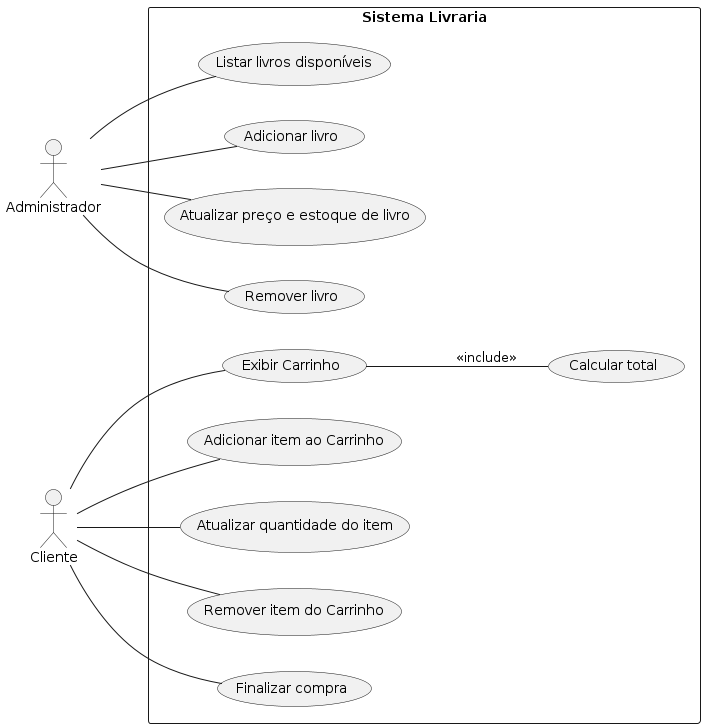 Sistema Livraria
Listar livros disponíveis
Adicionar livro
Administrador
Atualizar preço e estoque de livro
Remover livro
Exibir Carrinho
«include»
Calcular total
Adicionar item ao Carrinho
Cliente
Atualizar quantidade do item
Remover item do Carrinho
Finalizar compra